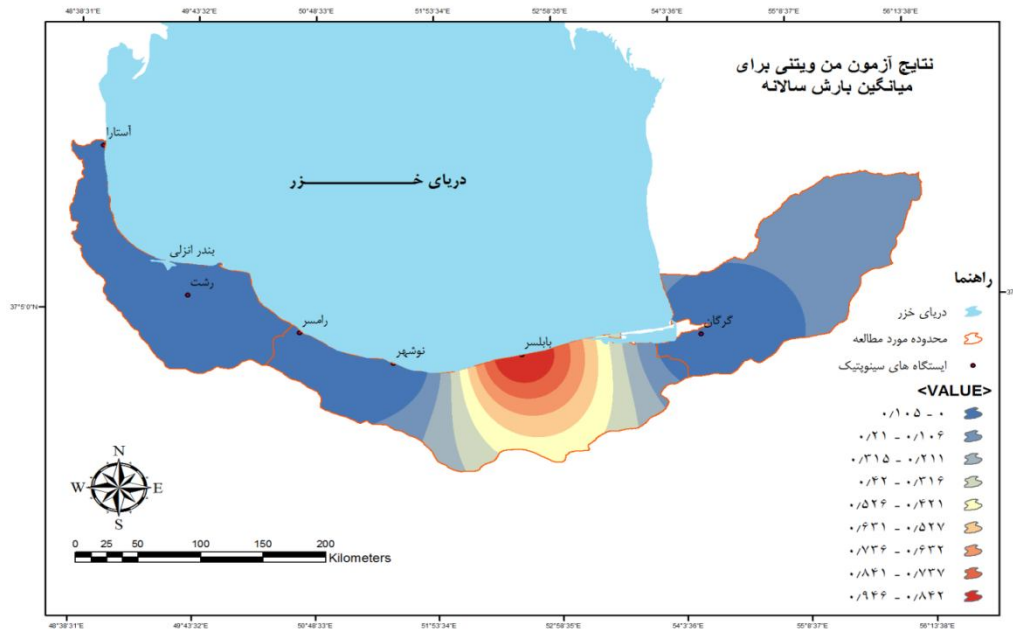 48°38'31"E 49°43'32"E 50°48'33"E 51°53'34"E 52°58'35"E 54°3'36"E 55°8'37"E 56°13'38"E
نتایج آزمون من ویتنی برای
میانگین بارش سالانه
آستارا
دریای خـــــزر
بندر انزلی
رشت
رامسر
نوشهر
بابلسر
گرگان
37°5'0"N
37
راهنما
دریای خزر
محدوده مورد مطالعه
ایستگاه های سینوپتیک
<VALUE>
۰/۱۰۵ - ۰
۰/۲۱ - ۰/۱۰۶
۰/۳۱۵ - ۰/۲۱۱
۰/۴۲ - ۰/۳۱۶
۰/۵۲۶ - ۰/۴۲۱
۰/۶۳۱ - ۰/۵۲۷
۰/۷۳۶ - ۰/۶۳۲
۰/۸۴۱ - ۰/۷۳۷
۰/۹۴۶ - ۰/۸۴۲
N
W E
S
0 25 50 100 150 200
Kilometers
48°38'31"E 49°43'32"E 50°48'33"E 51°53'34"E 52°58'35"E 54°3'36"E 55°8'37"E 56°13'38"E